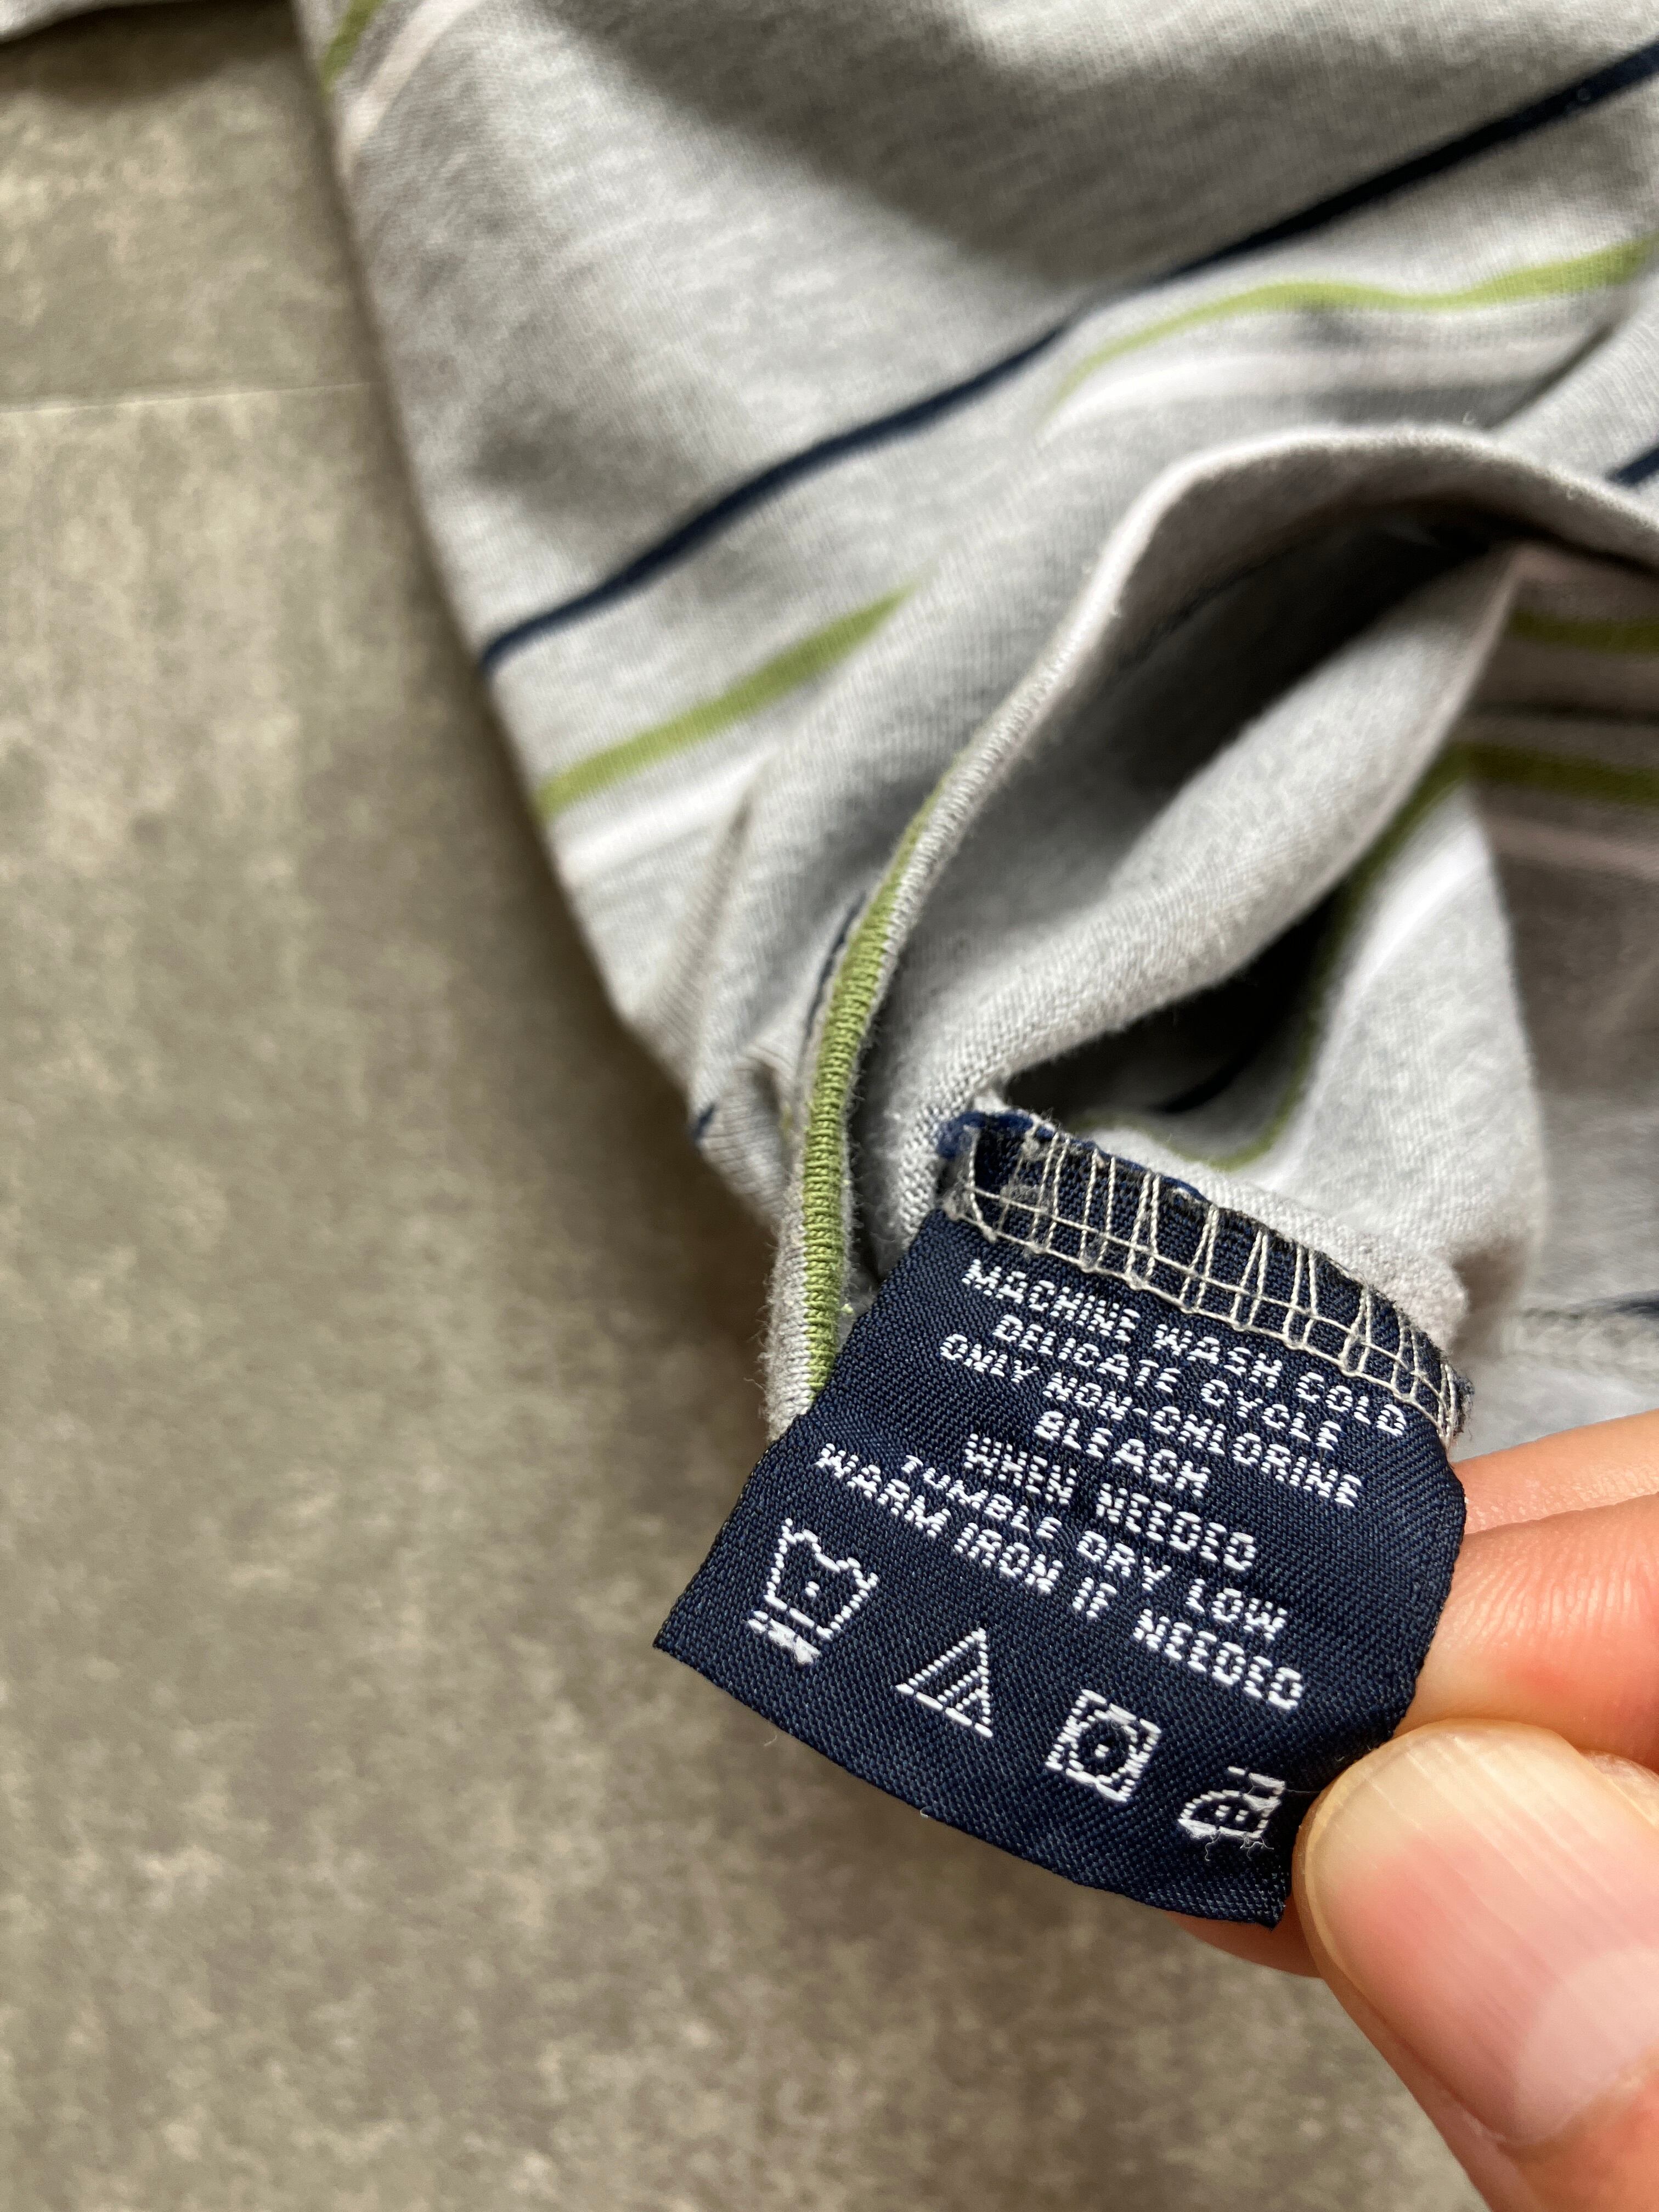 MACHINE WASH COLD
DELICATE CYCLE
ONLY NON-CHLORINE
BLEACH
WHEN NEEDED
TUMBLE DRY LOW
WARM IRON IF NEEDED